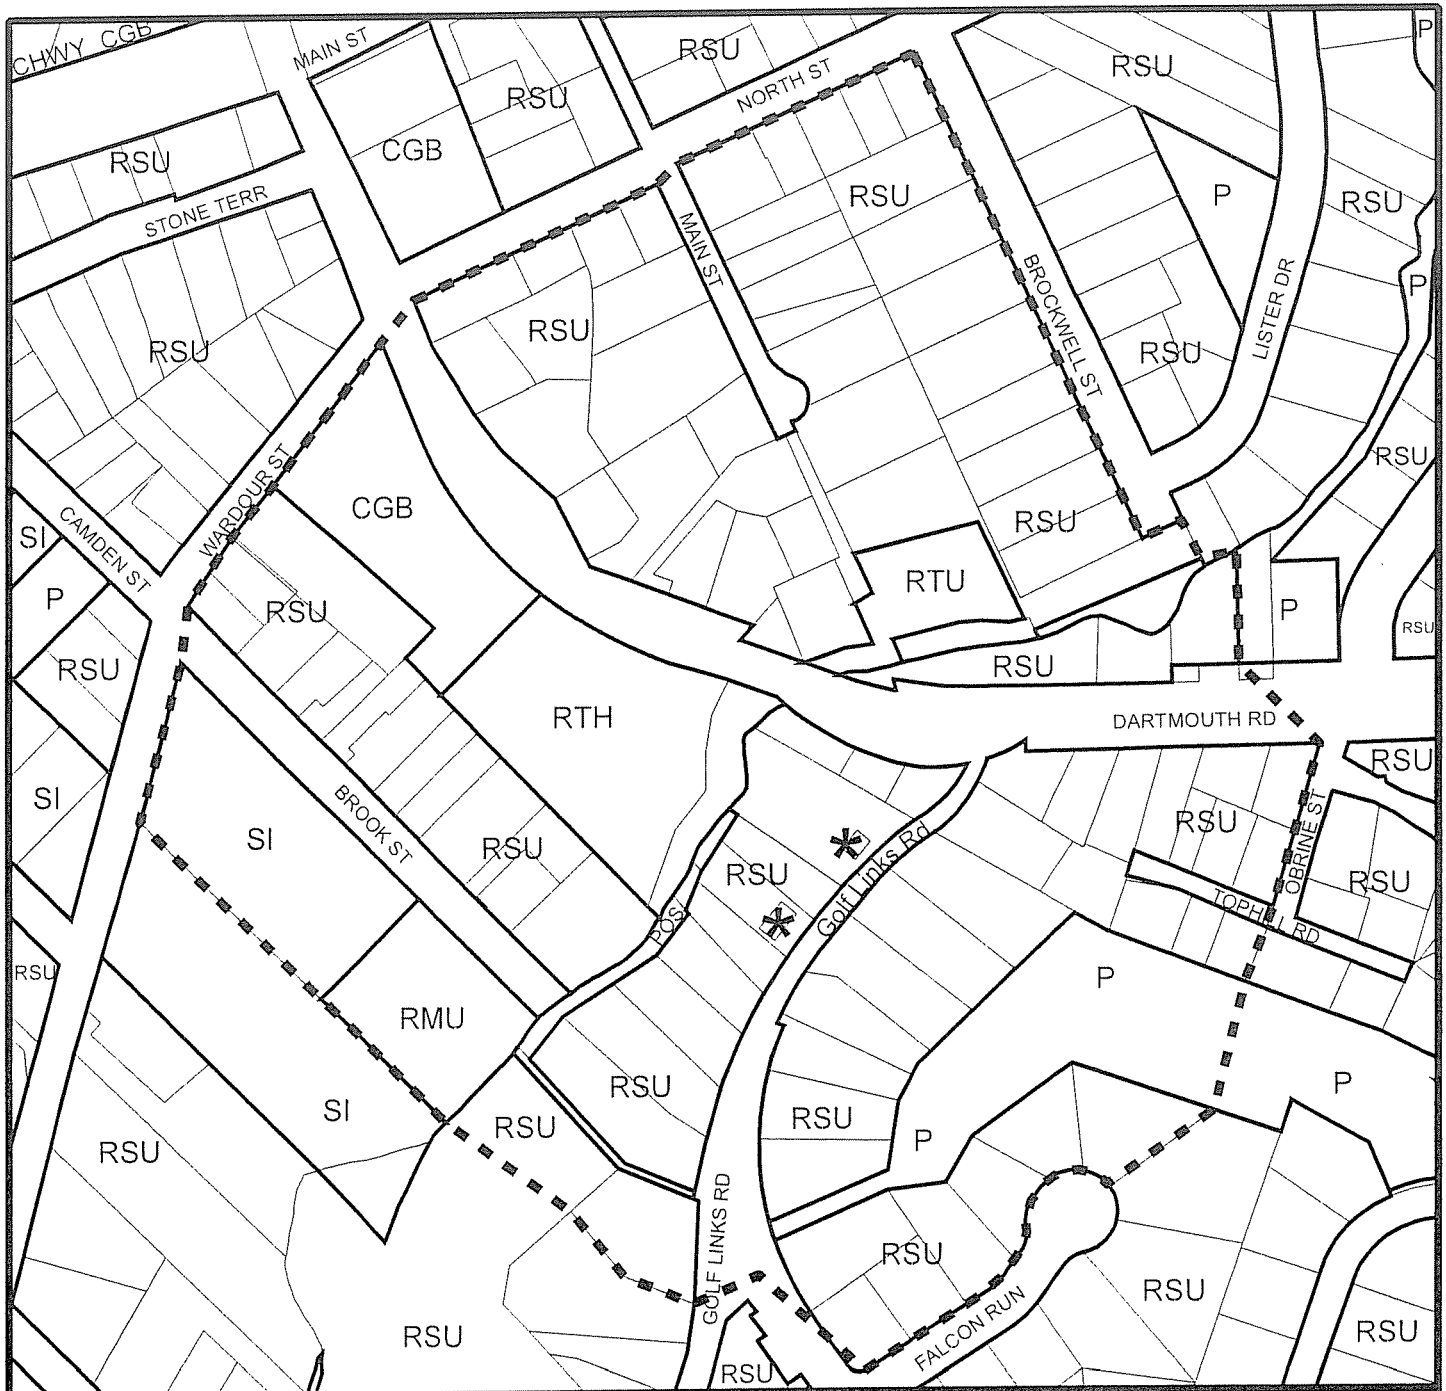 CHWY CGB
MAIN ST
P
RSU
RSU
NORTH ST
RSU
CGB
RSU
P
RSU
STONE TERR
RSU
MAIN ST
BROCKWELL ST
LISTER DR
P
RSU
RSU
RSU
RSU
WARDOUR ST
CGB
RSU
CAMDEN ST
SI
RTU
P
RSU
P
RSU
RSU
RSU
RTH
DARTMOUTH RD
RSU
SI
BROOK ST
SI
RSU
RSU
Golf Links Rd
RSU
OBRINE ST
RSU
TOPHILL RD
POS
P
RSU
RMU
P
RSU
SI
RSU
RSU
P
RSU
GOLF LINKS RD
RSU
FALCON RUN
RSU
RSU
RSU
RSU